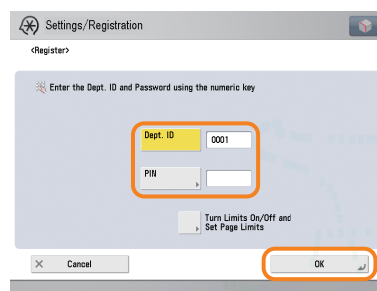 Settings/Registration
<Register>
Enter the Dept. ID and Password using the numeric key
Dept. ID
0001
PIN
Turn Limits On/Off and
Set Page Limits
Cancel
OK